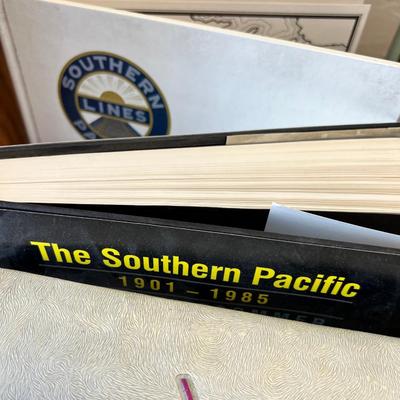 SOUTHERN
LINES
The Southern Pacific
1901 – 1985